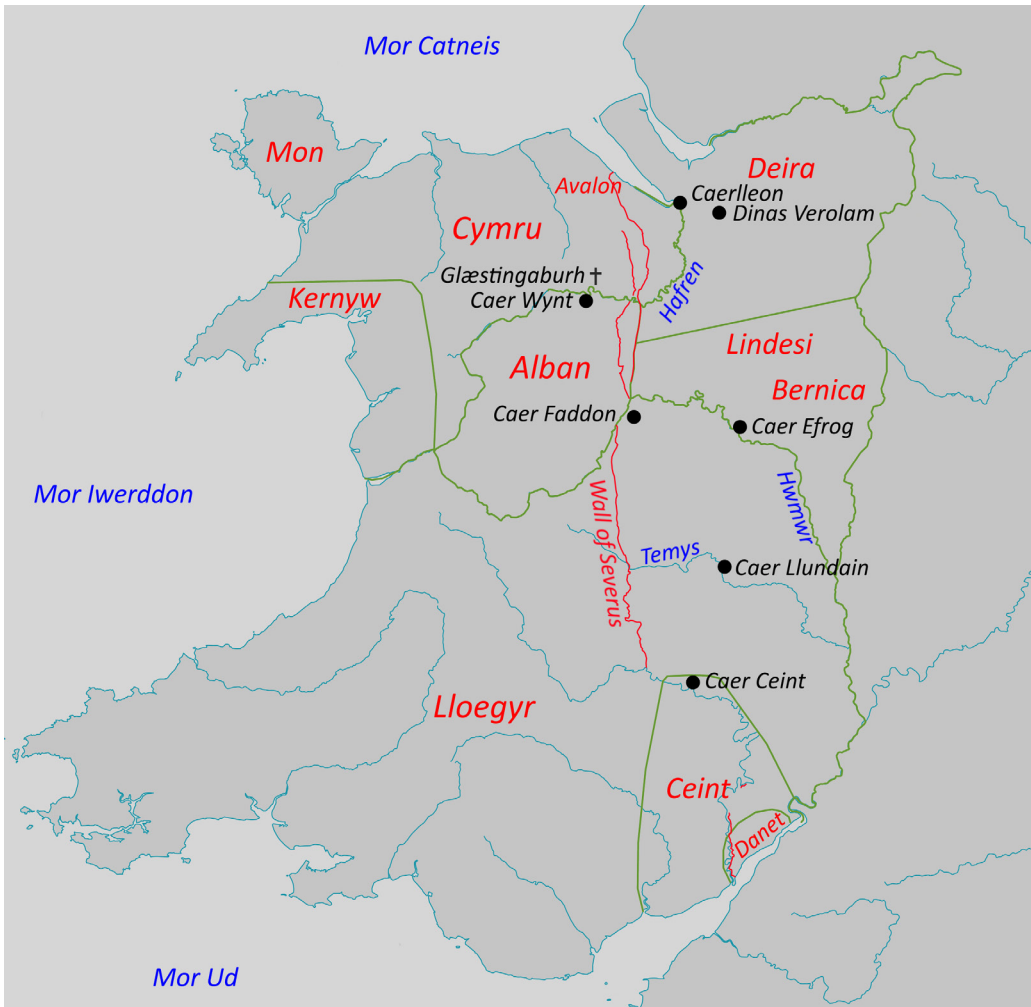 Mor Catneis
Mon
Deira
Avalon
Caerlleon
Dinas Verolam
Cymru
Glæstingaburh †
Caer Wynt
Hafren
Kernyw
Lindesi
Alban
Bernica
Caer Faddon
Caer Efrog
Mor Iwerddon
Wall of Severus
Hwmwr
Temys
Caer Llundain
Caer Ceint
Lloegyr
Ceint
Danet
Mor Ud